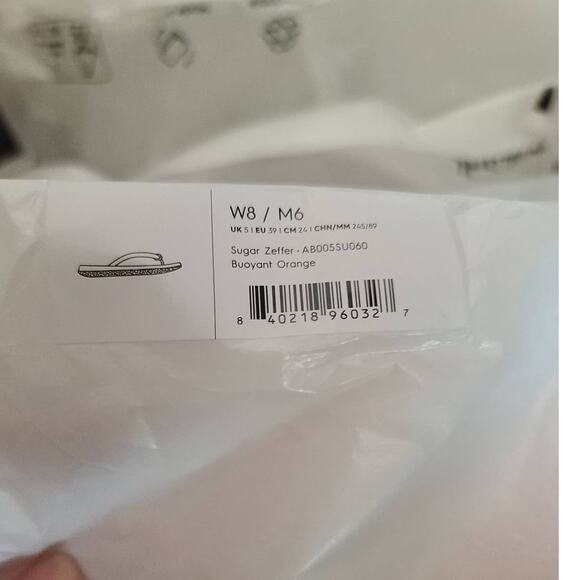 W8 / M6
UK 5 | EU 39 | CM 24 | CHN/MM 245/89
Sugar Zeffer - AB005SU060
Buoyant Orange
8 40218 96032 7